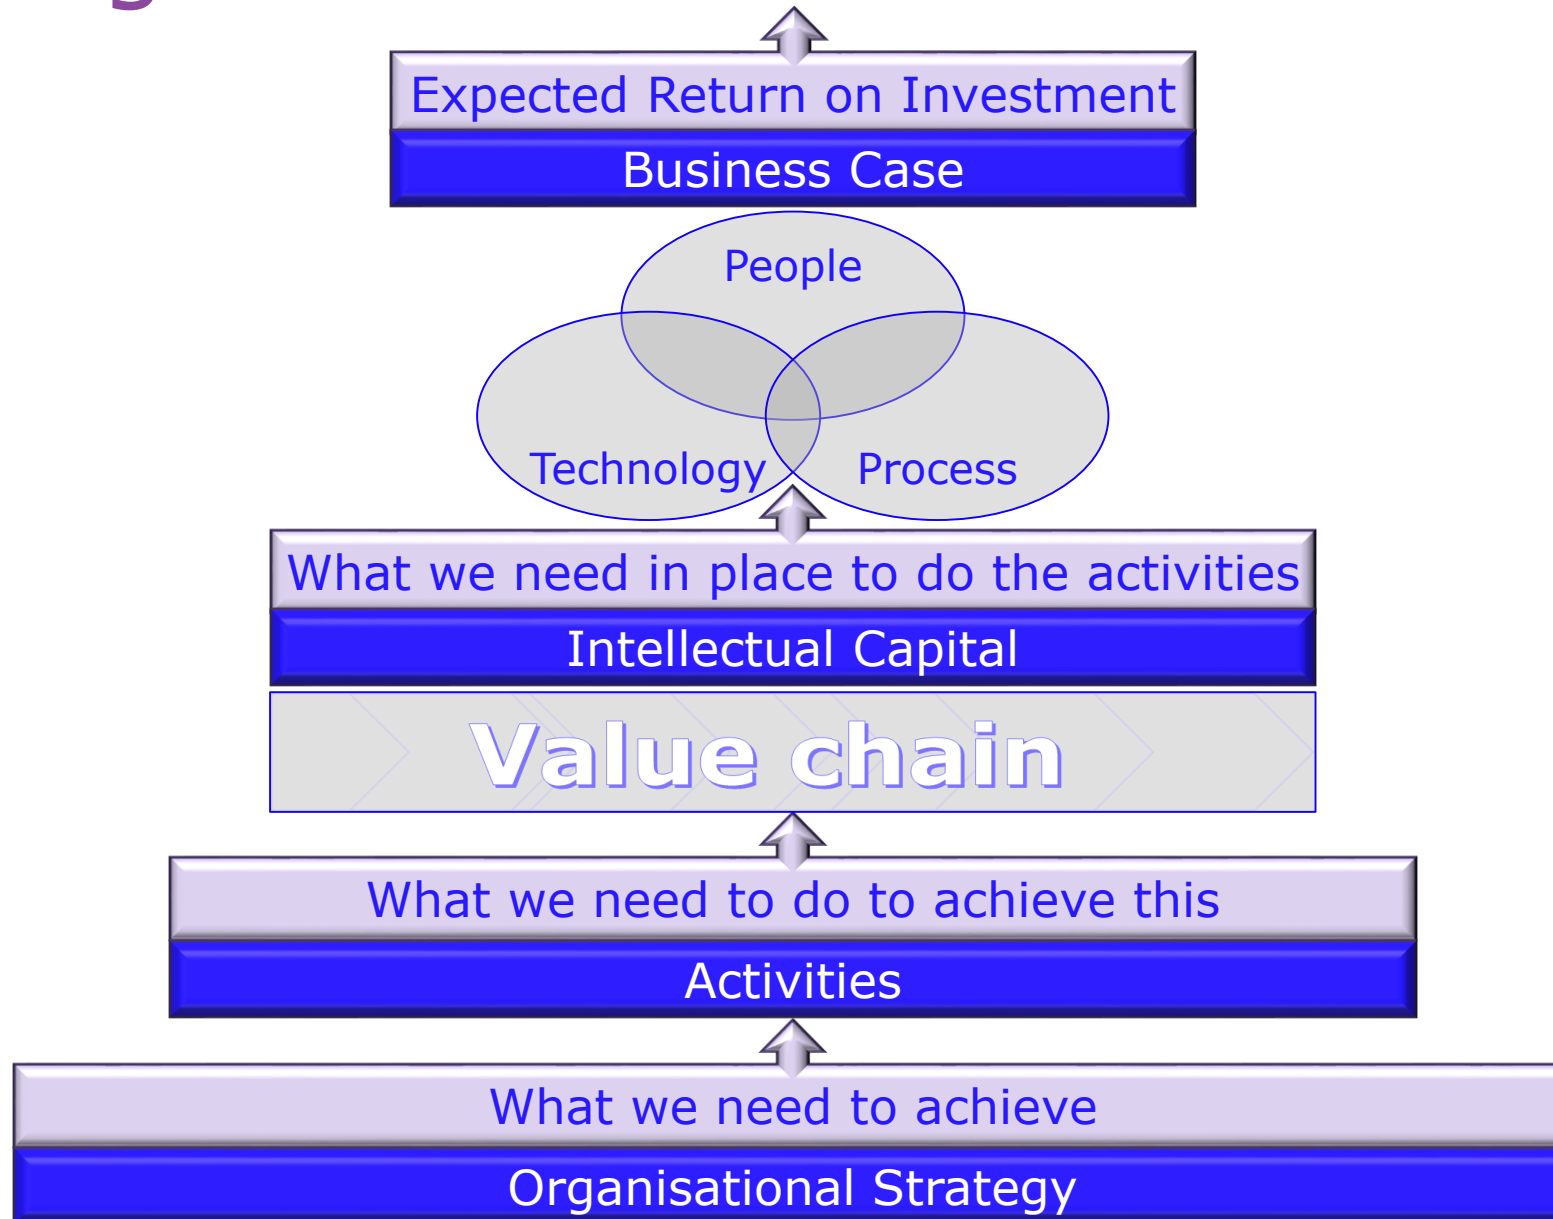 Expected Return on Investment
Business Case
People
Technology
Process
What we need in place to do the activities
Intellectual Capital
Value chain
What we need to do to achieve this
Activities
What we need to achieve
Organisational Strategy